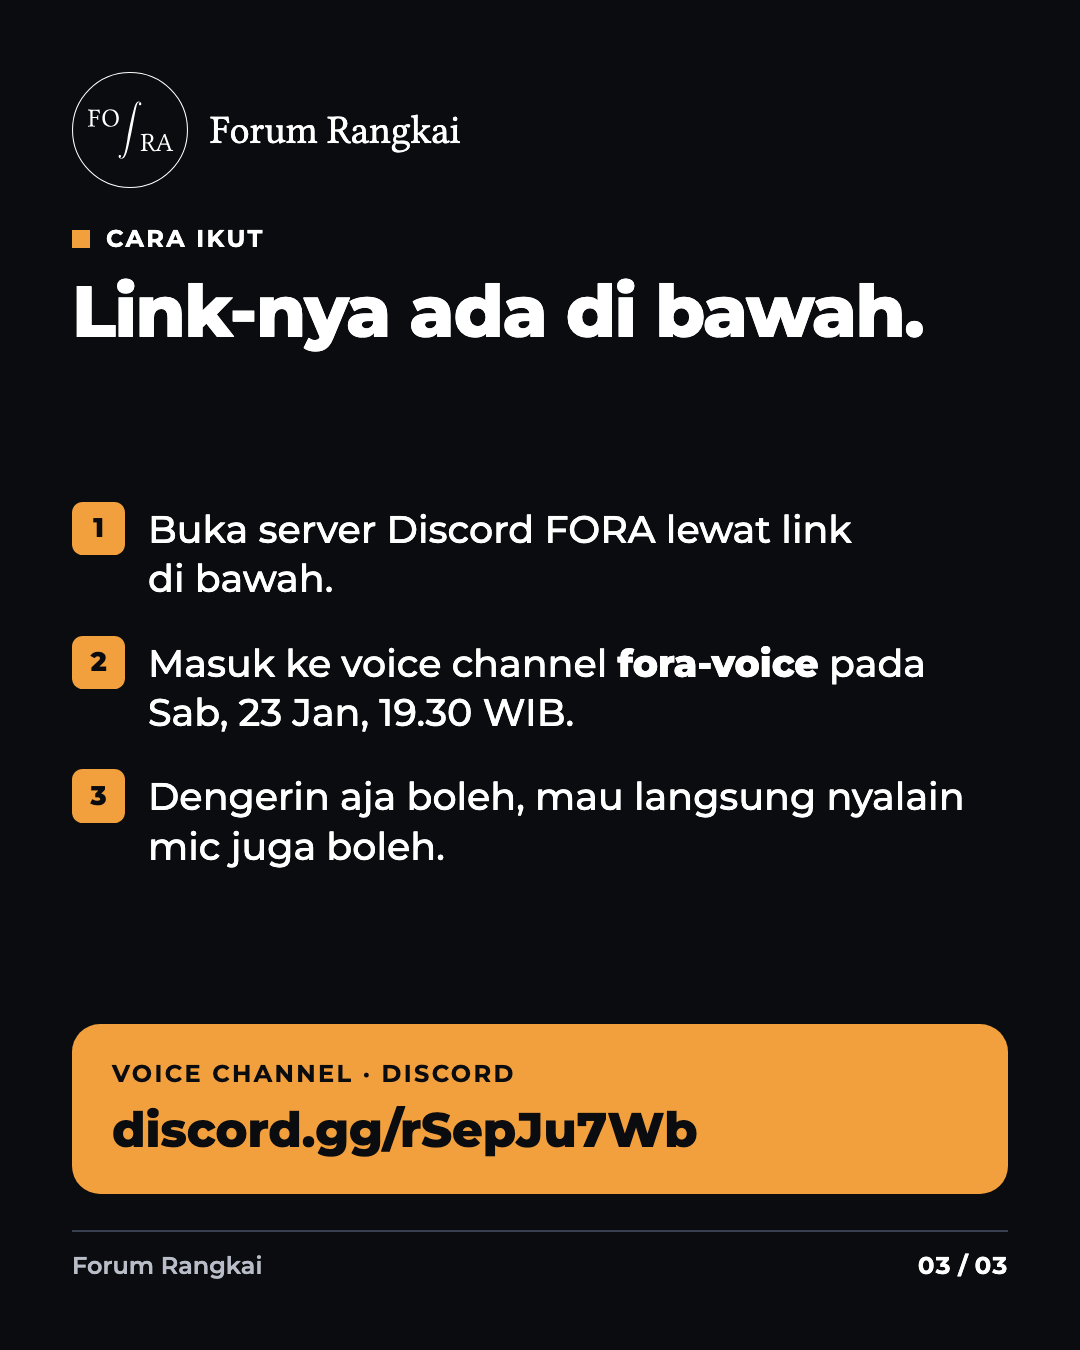 FO
RA
Forum Rangkai
CARA IKUT
Link-nya ada di bawah.
1
Buka server Discord FORA lewat link
di bawah.
2
Masuk ke voice channel fora-voice pada
Sab, 23 Jan, 19.30 WIB.
3
Dengerin aja boleh, mau langsung nyalain
mic juga boleh.
VOICE CHANNEL · DISCORD
discord.gg/rSepJu7Wb
Forum Rangkai
03 / 03